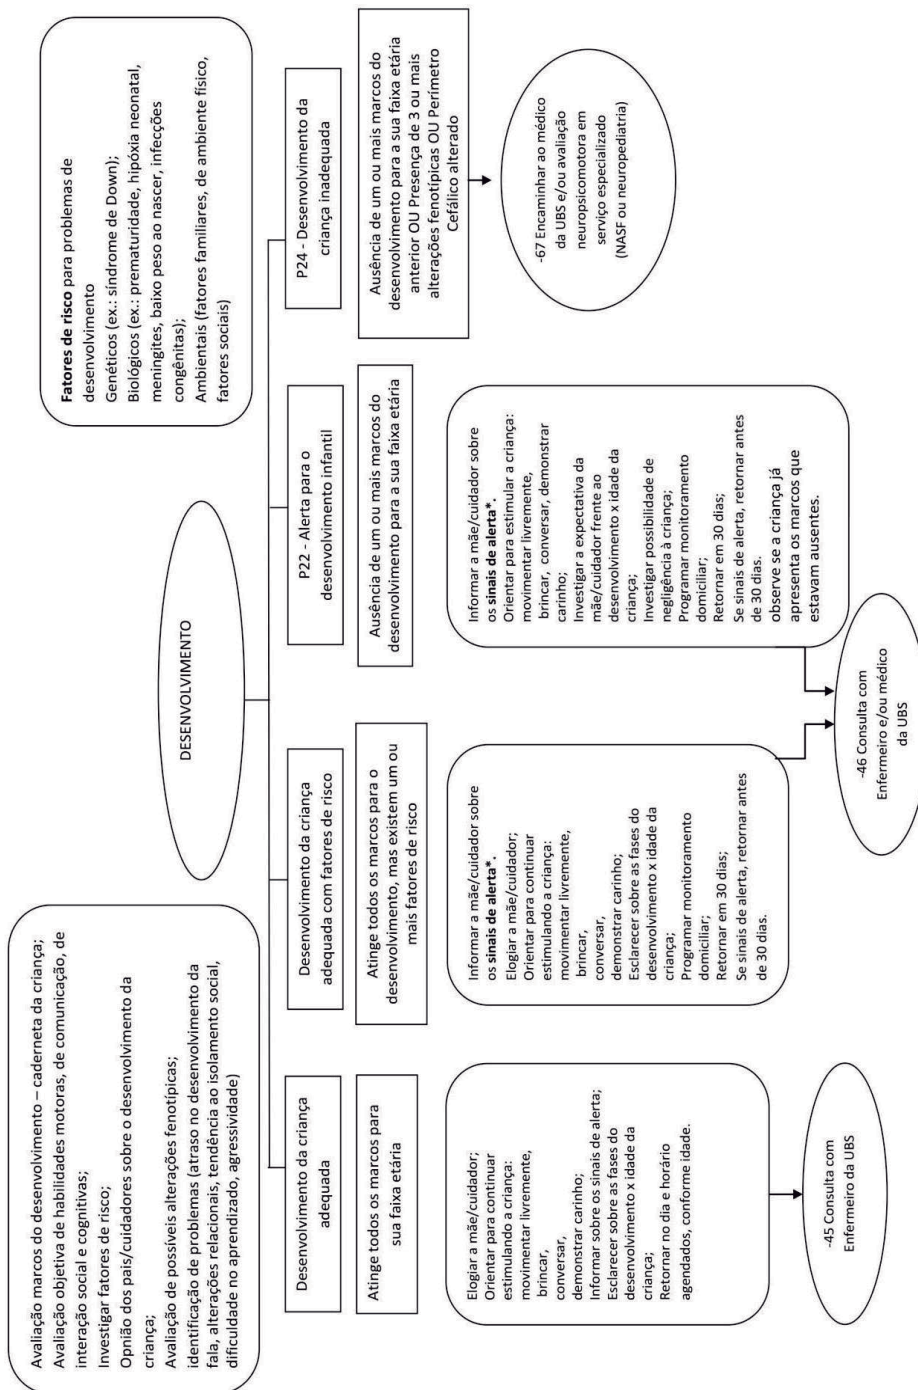 Avaliação marcos do desenvolvimento – caderneta da criança;
Avaliação objetiva de habilidades motoras, de comunicação, de
interação social e cognitivas;
Investigar fatores de risco;
Opnião dos pais/cuidadores sobre o desenvolvimento da
criança;
Avaliação de possíveis alterações fenotípicas;
identificação de problemas (atraso no desenvolvimento da
fala, alterações relacionais, tendência ao isolamento social,
dificuldade no aprendizado, agressividade)
DESENVOLVIMENTO
Fatores de risco para problemas de
desenvolvimento
Genéticos (ex.: síndrome de Down);
Biológicos (ex.: prematuridade, hipóxia neonatal,
meningites, baixo peso ao nascer, infecções
congênitas);
Ambientais (fatores familiares, de ambiente físico,
fatores sociais)
Desenvolvimento da criança
adequada
Atinge todos os marcos para
sua faixa etária
Elogiar a mãe/cuidador;
Orientar para continuar
estimulando a criança:
movimentar livremente,
brincar,
conversar,
demonstrar carinho;
Informar sobre os sinais de alerta;
Esclarecer sobre as fases do
desenvolvimento x idade da
criança;
Retornar no dia e horário
agendados, conforme idade.
-45 Consulta com
Enfermeiro da UBS
Desenvolvimento da criança
adequada com fatores de risco
Atinge todos os marcos para o
desenvolvimento, mas existem um ou
mais fatores de risco
Informar a mãe/cuidador sobre
os sinais de alerta*.
Elogiar a mãe/cuidador;
Orientar para continuar
estimulando a criança:
movimentar livremente,
brincar,
conversar,
demonstrar carinho;
Esclarecer sobre as fases do
desenvolvimento x idade da
criança;
Programar monitoramento
domiciliar;
Retornar em 30 dias;
Se sinais de alerta, retornar antes
de 30 dias.
P22 - Alerta para o
desenvolvimento infantil
Ausência de um ou mais marcos do
desenvolvimento para a sua faixa etária
Informar a mãe/cuidador sobre
os sinais de alerta*.
Orientar para estimular a criança:
movimentar livremente,
brincar, conversar, demonstrar
carinho;
Investigar a expectativa da
mãe/cuidador frente ao
desenvolvimento x idade da
criança;
Investigar possibilidade de
negligência à criança;
Programar monitoramento
domiciliar;
Retornar em 30 dias;
Se sinais de alerta, retornar antes
de 30 dias.
observe se a criança já
apresenta os marcos que
estavam ausentes.
-46 Consulta com
Enfermeiro e/ou médico
da UBS
P24 - Desenvolvimento da
criança inadequada
Ausência de um ou mais marcos do
desenvolvimento para a sua faixa etária
anterior OU Presença de 3 ou mais
alterações fenotípicas OU Perímetro
Cefálico alterado
-67 Encaminhar ao médico
da UBS e/ou avaliação
neuropsicomotora em
serviço especializado
(NASF ou neuropediatria)